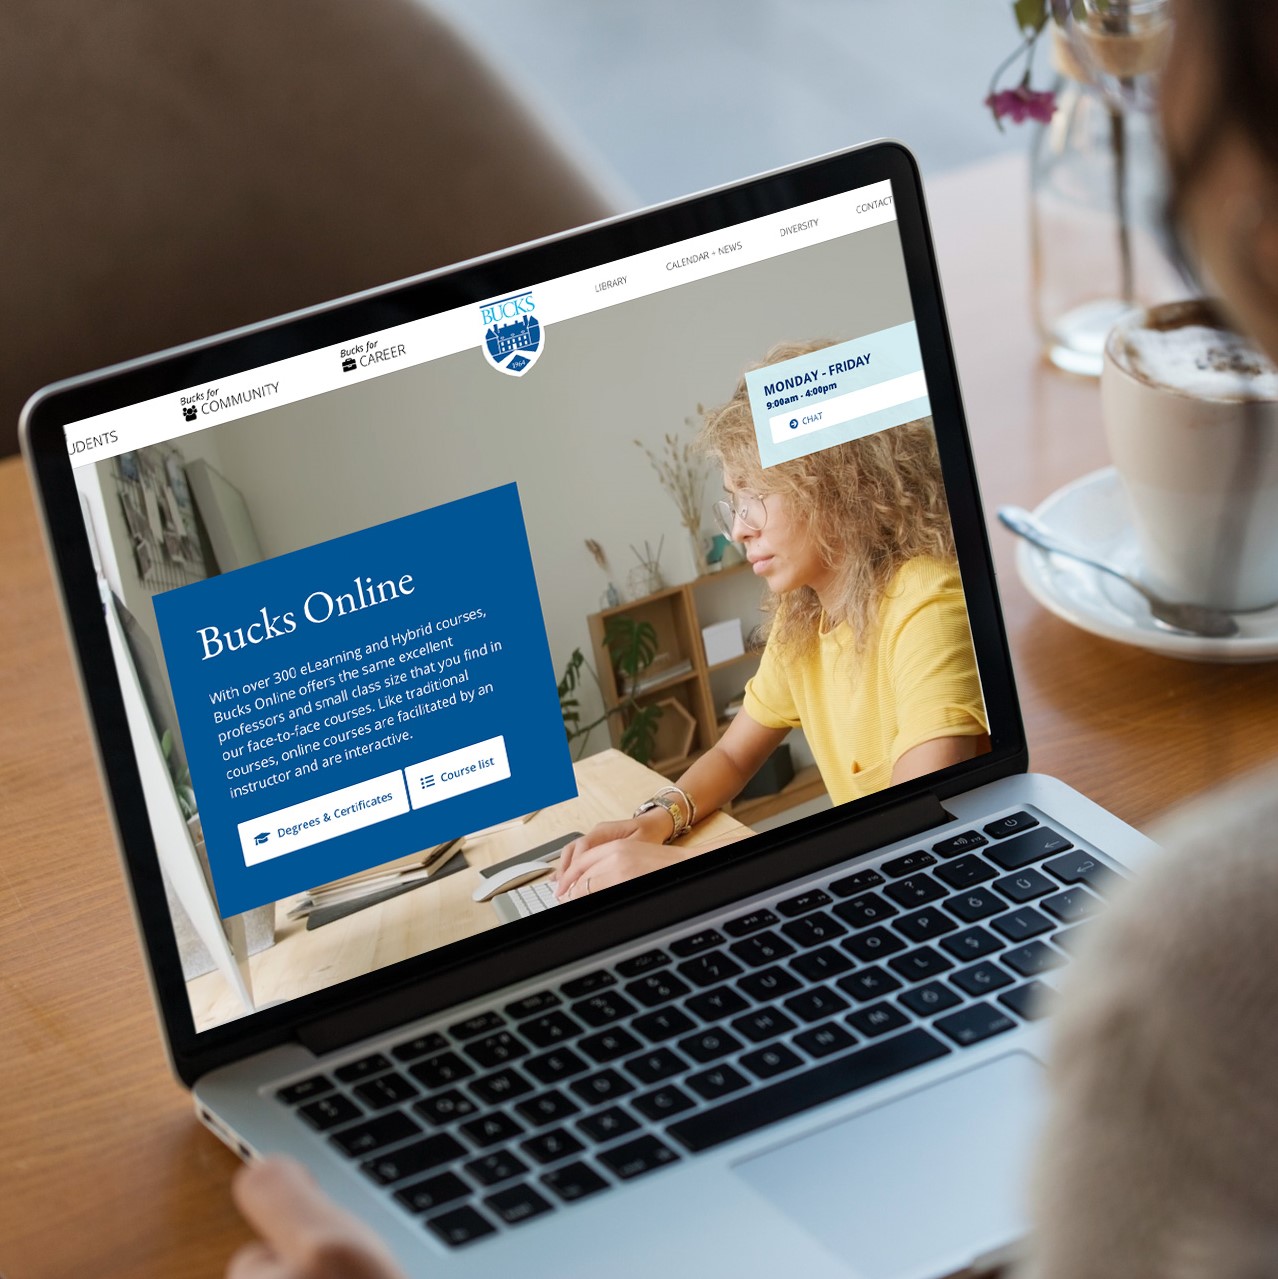 UDENTS
Bucks for
COMMUNITY
Bucks for
CAREER
BUCKS
1964
LIBRARY
CALENDAR + NEWS
DIVERSITY
CONTACT
MONDAY - FRIDAY
9:00am - 4:00pm
CHAT
Bucks Online
With over 300 eLearning and Hybrid courses,
Bucks Online offers the same excellent
professors and small class size that you find in
our face-to-face courses. Like traditional
courses, online courses are facilitated by an
instructor and are interactive.
Degrees & Certificates
Course list